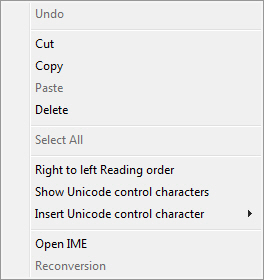 Undo
Cut
Copy
Paste
Delete
Select All
Right to left Reading order
Show Unicode control characters
Insert Unicode control character
Open IME
Reconversion